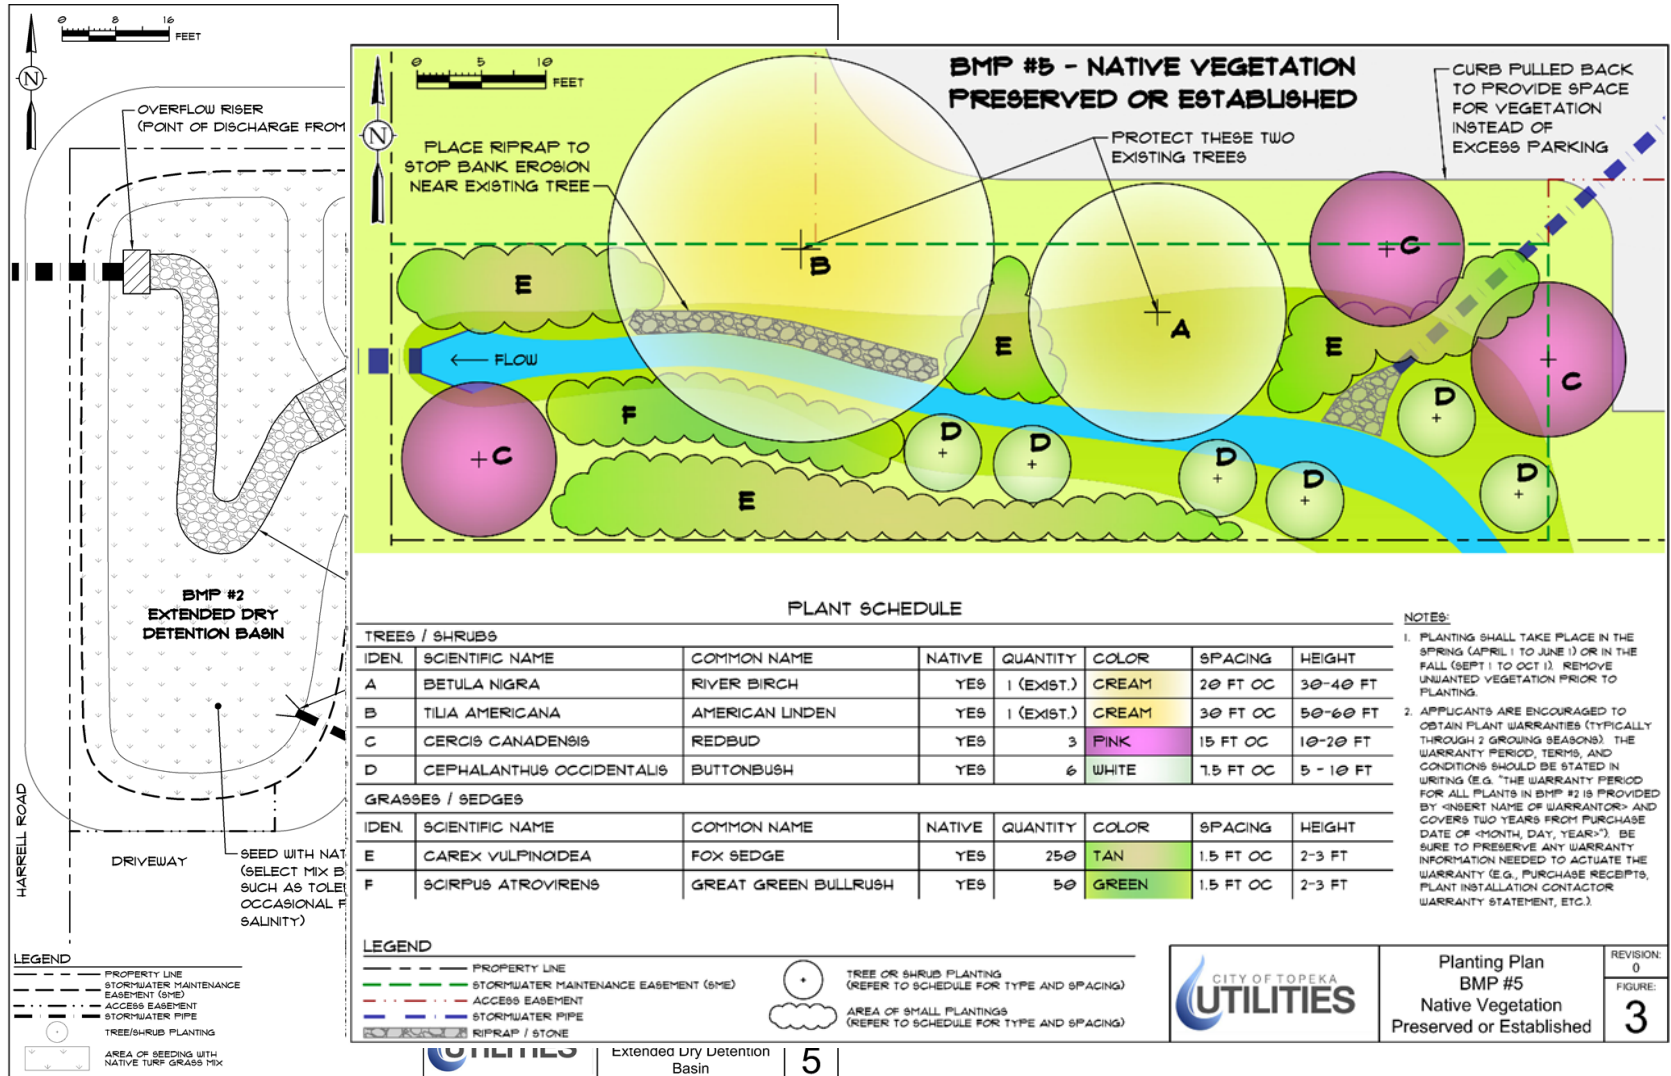 0 8 16
FEET
N
OVERFLOW RISER
(POINT OF DISCHARGE FROM
BMP #2
EXTENDED DRY
DETENTION BASIN
HARRELL ROAD
DRIVEWAY
SEED WITH NAT
(SELECT MIX B
SUCH AS TOLE
OCCASIONAL F
SALINITY)
LEGEND
PROPERTY LINE
STORMWATER MAINTENANCE
EASEMENT (SME)
ACCESS EASEMENT
STORMWATER PIPE
TREE/SHRUB PLANTING
AREA OF SEEDING WITH
NATIVE TURF GRASS MIX
UTILITIES
Extended Dry Detention
Basin
5
0 5 10
FEET
N
BMP #5 - NATIVE VEGETATION
PRESERVED OR ESTABLISHED
CURB PULLED BACK
TO PROVIDE SPACE
FOR VEGETATION
INSTEAD OF
EXCESS PARKING
PLACE RIPRAP TO
STOP BANK EROSION
NEAR EXISTING TREE
PROTECT THESE TWO
EXISTING TREES
E
B
A
C
E
E
C
FLOW
F
D
D
D
D
D
D
C
E
PLANT SCHEDULE
TREES / SHRUBS
IDEN. SCIENTIFIC NAME COMMON NAME NATIVE QUANTITY COLOR SPACING HEIGHT
A BETULA NIGRA RIVER BIRCH YES 1 (EXIST.) CREAM 20 FT OC 30-40 FT
B TILIA AMERICANA AMERICAN LINDEN YES 1 (EXIST.) CREAM 30 FT OC 50-60 FT
C CERCIS CANADENSIS REDBUD YES 3 PINK 15 FT OC 10-20 FT
D CEPHALANTHUS OCCIDENTALIS BUTTONBUSH YES 6 WHITE 7.5 FT OC 5 - 10 FT
GRASSES / SEDGES
IDEN. SCIENTIFIC NAME COMMON NAME NATIVE QUANTITY COLOR SPACING HEIGHT
E CAREX VULPINOIDEA FOX SEDGE YES 250 TAN 1.5 FT OC 2-3 FT
F SCIRPUS ATROVIRENS GREAT GREEN BULLRUSH YES 50 GREEN 1.5 FT OC 2-3 FT
NOTES:
1. PLANTING SHALL TAKE PLACE IN THE
SPRING (APRIL 1 TO JUNE 1) OR IN THE
FALL (SEPT 1 TO OCT 1). REMOVE
UNWANTED VEGETATION PRIOR TO
PLANTING.
2. APPLICANTS ARE ENCOURAGED TO
OBTAIN PLANT WARRANTIES (TYPICALLY
THROUGH 2 GROWING SEASONS). THE
WARRANTY PERIOD, TERMS, AND
CONDITIONS SHOULD BE STATED IN
WRITING (E.G. "THE WARRANTY PERIOD
FOR ALL PLANTS IN BMP #2 IS PROVIDED
BY <INSERT NAME OF WARRANTOR> AND
COVERS TWO YEARS FROM PURCHASE
DATE OF <MONTH, DAY, YEAR>"). BE
SURE TO PRESERVE ANY WARRANTY
INFORMATION NEEDED TO ACTUATE THE
WARRANTY (E.G., PURCHASE RECEIPTS,
PLANT INSTALLATION CONTACTOR
WARRANTY STATEMENT, ETC.).
LEGEND
PROPERTY LINE
STORMWATER MAINTENANCE EASEMENT (SME)
ACCESS EASEMENT
STORMWATER PIPE
RIPRAP / STONE
TREE OR SHRUB PLANTING
(REFER TO SCHEDULE FOR TYPE AND SPACING)
AREA OF SMALL PLANTINGS
(REFER TO SCHEDULE FOR TYPE AND SPACING)
CITY OF TOPEKA
UTILITIES
Planting Plan
BMP #5
Native Vegetation
Preserved or Established
REVISION:
0
FIGURE:
3